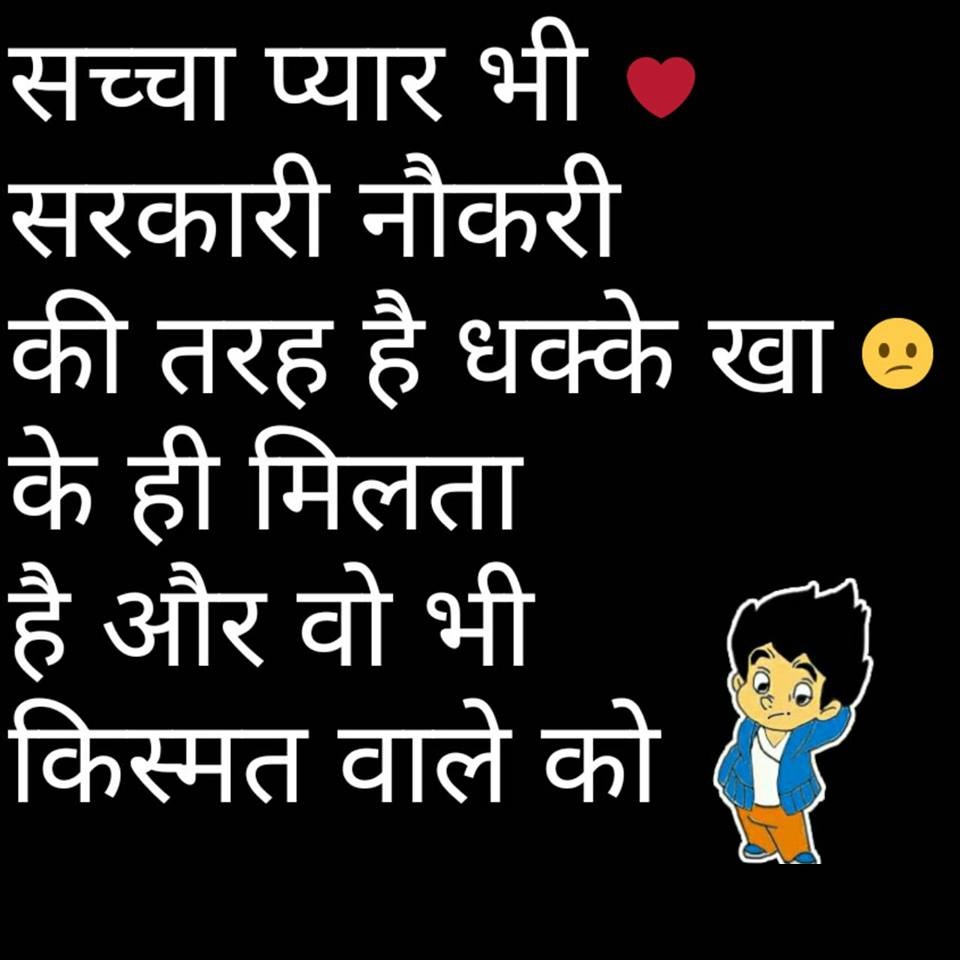 सच्चा प्यार भी ❤
सरकारी नौकरी
की तरह है धक्के खा 😕
के ही मिलता
है और वो भी
किस्मत वाले को